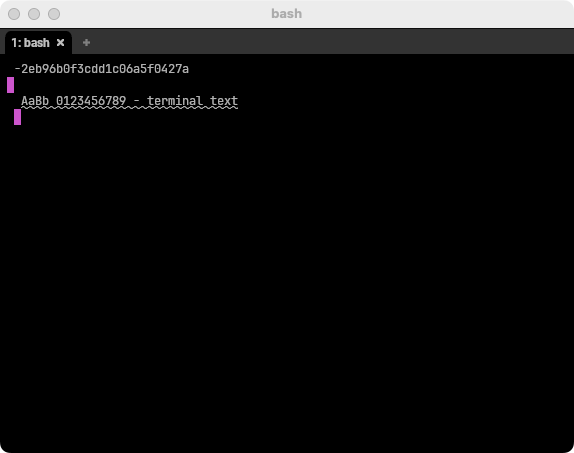 bash
1: bash × +
-2eb96b0f3cdd1c06a5f0427a
AaBb 0123456789 - terminal text